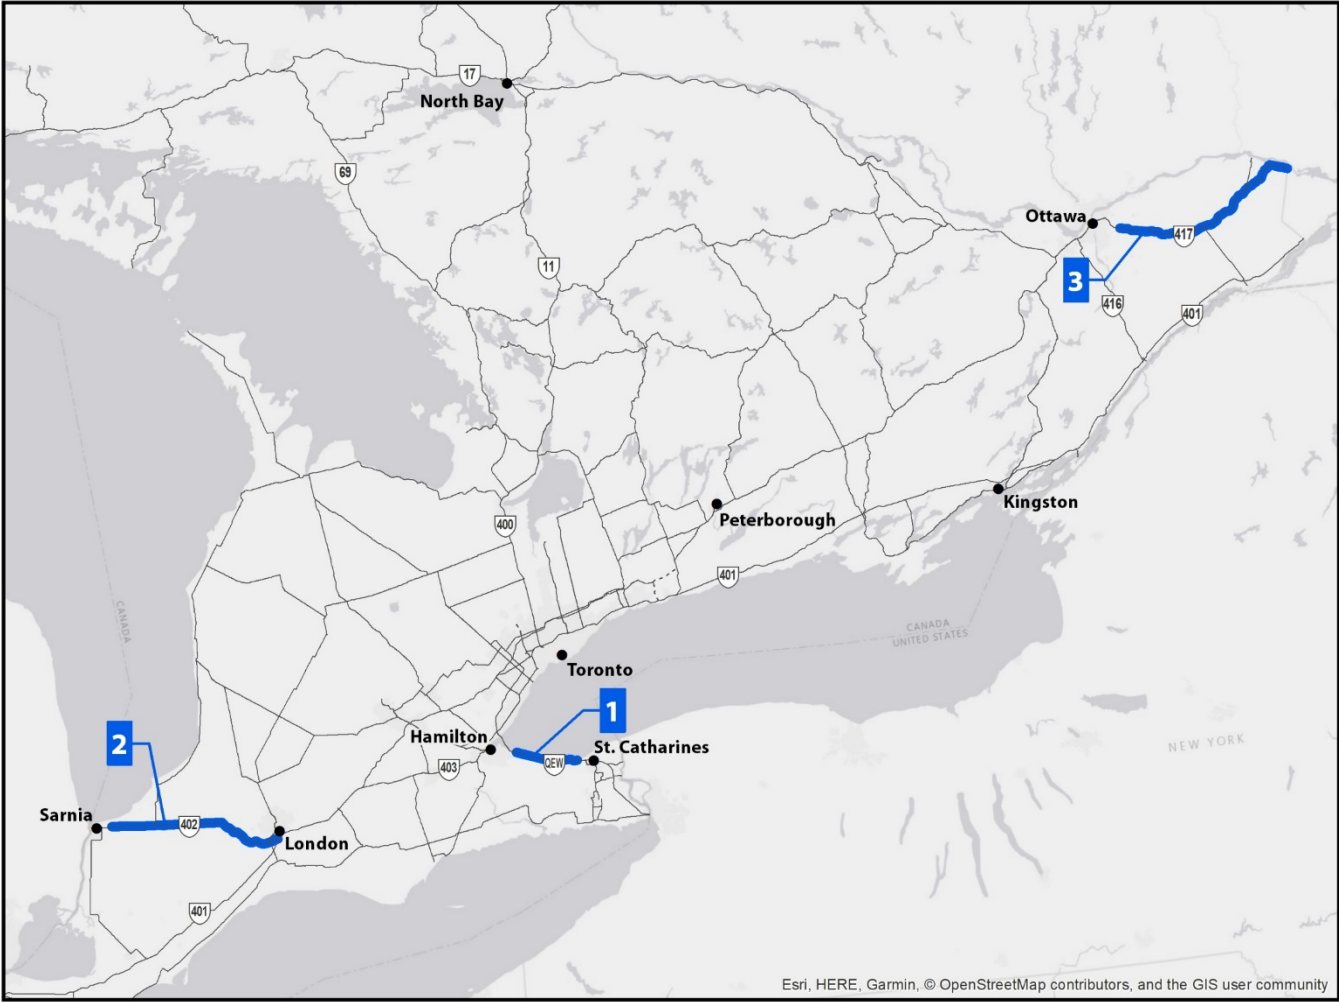 17
North Bay
69
Ottawa
417
3
11
416
401
Kingston
400
Peterborough
401
CANADA
CANADA
UNITED STATES
Toronto
1
2
Hamilton
St. Catharines
QEW
403
NEW YORK
Sarnia
402
London
401
Esri, HERE, Garmin, © OpenStreetMap contributors, and the GIS user community